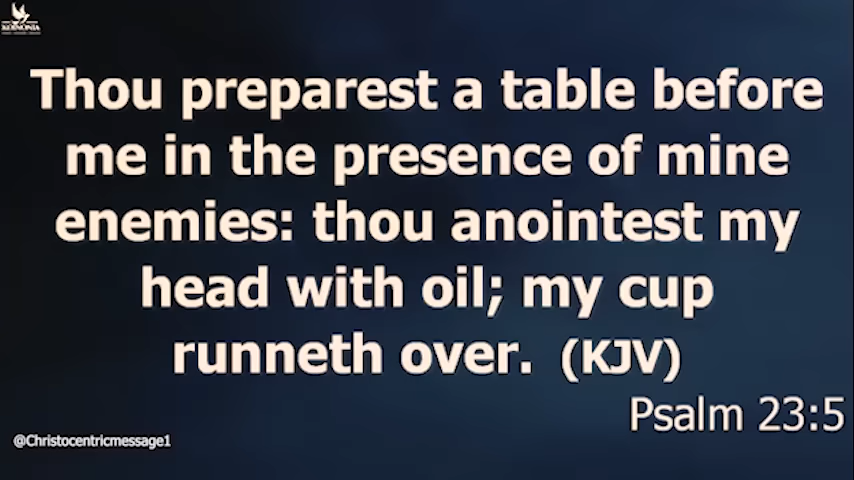 KOINONIA
Thou preparest a table before
me in the presence of mine
enemies: thou anointest my
head with oil; my cup
runneth over. (KJV)
Psalm 23:5
@Christocentricmessage1